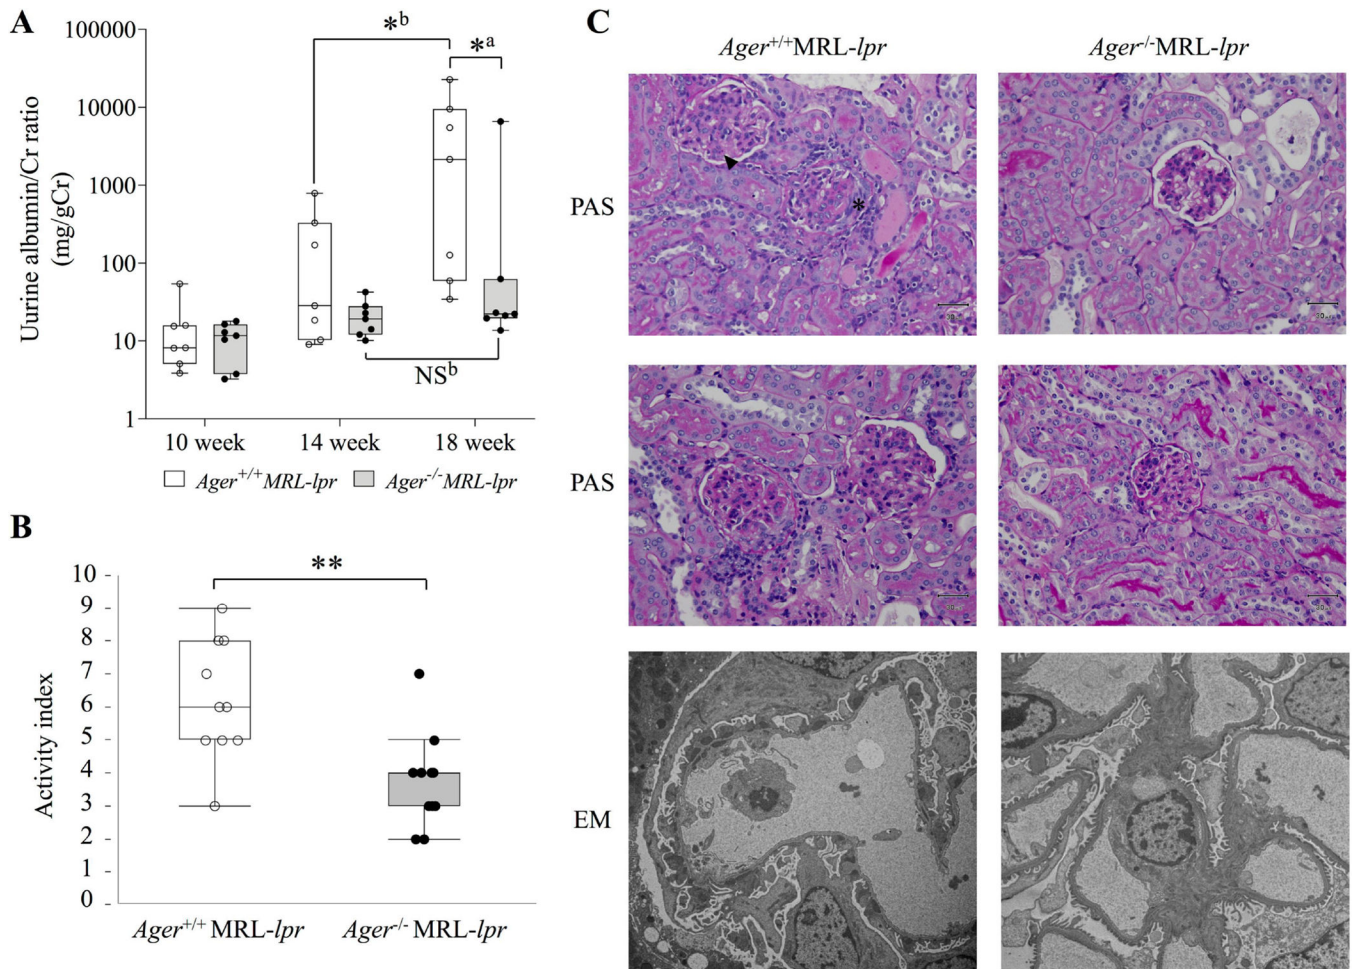 A
100000
10000
1000
100
10
1
Uurine albumin/Cr ratio
(mg/gCr)
*b
*a
NSb
10 week
14 week
18 week
Ager+/+MRL-lpr
Ager-/-MRL-lpr
B
10
9
8
7
6
5
4
3
2
1
0
Activity index
**
Ager+/+ MRL-lpr
Ager-/- MRL-lpr
C
Ager+/+MRL-lpr
Ager-/-MRL-lpr
PAS
*
PAS
EM